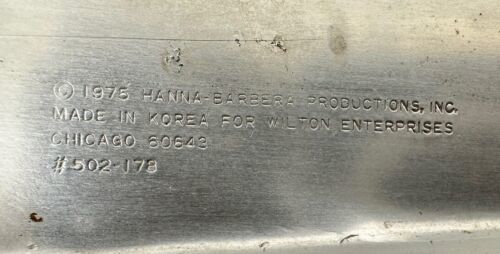 © 1975 HANNA-BARBERA PRODUCTIONS, INC.
MADE IN KOREA FOR WILTON ENTERPRISES
CHICAGO 60643
# 502-178